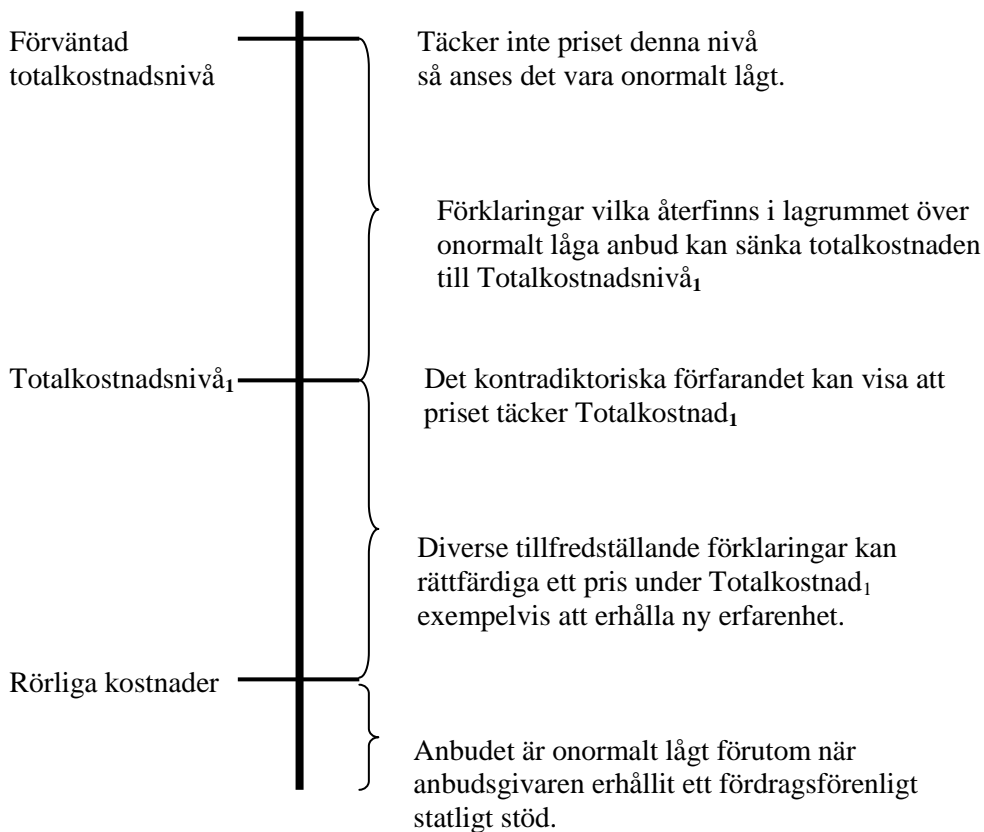 Förväntad
totalkostnadsnivå
Täcker inte priset denna nivå
så anses det vara onormalt lågt.
Förklaringar vilka återfinns i lagrummet över
onormalt låga anbud kan sänka totalkostnaden
till Totalkostnadsnivå₁
Totalkostnadsnivå₁
Det kontradiktoriska förfarandet kan visa att
priset täcker Totalkostnad₁
Diverse tillfredställande förklaringar kan
rättfärdiga ett pris under Totalkostnad₁
exempelvis att erhålla ny erfarenhet.
Rörliga kostnader
Anbudet är onormalt lågt förutom när
anbudsgivaren erhållit ett fördragsförenligt
statligt stöd.